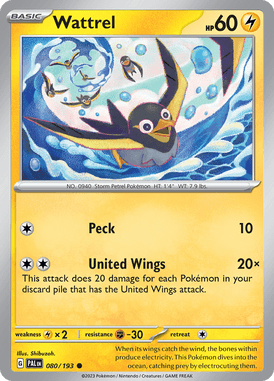 BASIC
Wattrel
HP 60
NO. 0940 Storm Petrel Pokémon HT: 1'4" WT: 7.9 lbs.
Peck 10
United Wings 20×
This attack does 20 damage for each Pokémon in your
discard pile that has the United Wings attack.
weakness ×2 resistance -30 retreat
Illus. Shibuzoh.
G PAL EN 080/193
When its wings catch the wind, the bones within
produce electricity. This Pokémon dives into the
ocean, catching prey by electrocuting them.
©2023 Pokémon / Nintendo / Creatures / GAME FREAK